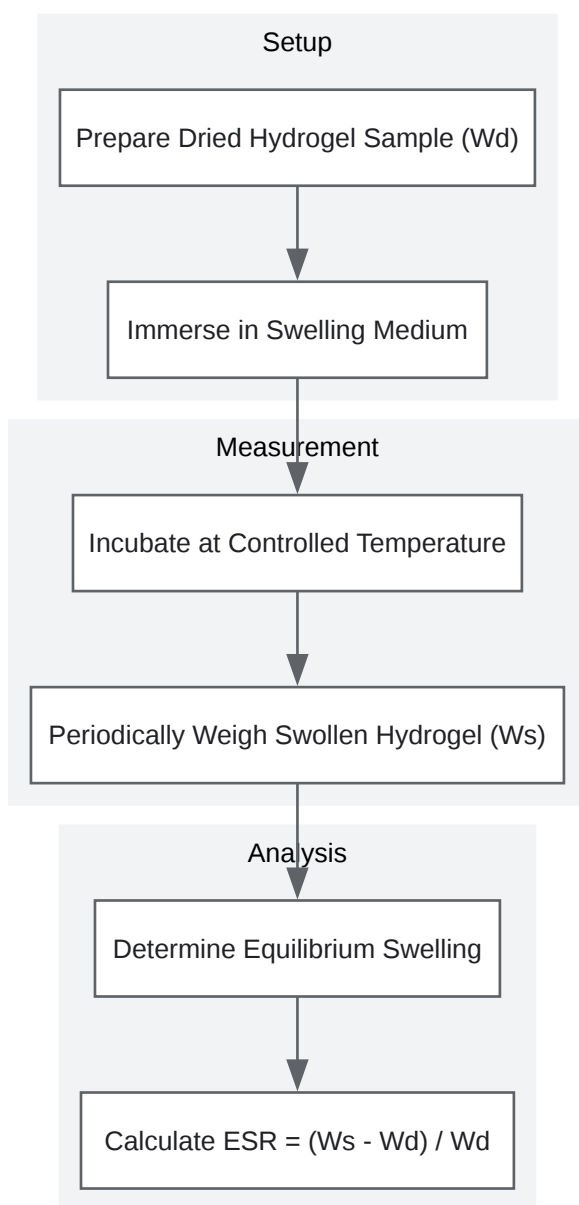 Setup
Prepare Dried Hydrogel Sample (Wd)
Immerse in Swelling Medium
Measurement
Incubate at Controlled Temperature
Periodically Weigh Swollen Hydrogel (Ws)
Analysis
Determine Equilibrium Swelling
Calculate ESR = (Ws - Wd) / Wd